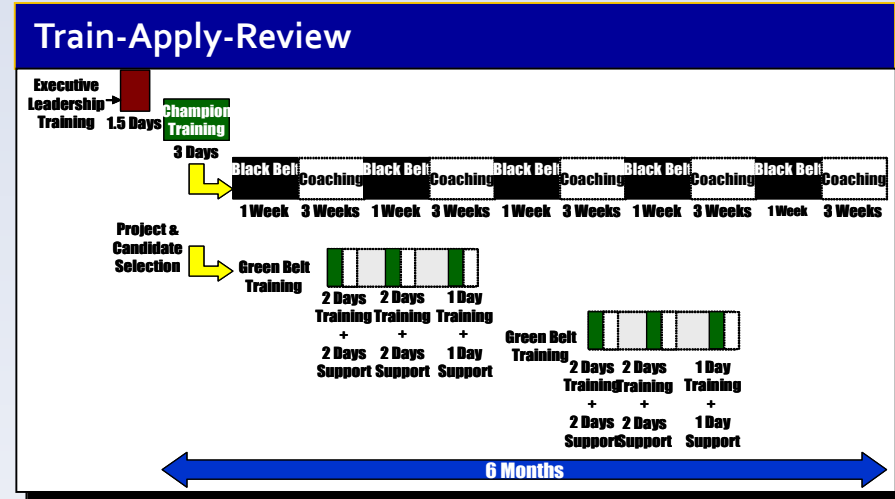 Train-Apply-Review
Executive
Leadership
Training
1.5 Days
Champion
Training
3 Days
Black Belt Coaching Black Belt Coaching Black Belt Coaching Black Belt Coaching Black Belt Coaching
1 Week 3 Weeks 1 Week 3 Weeks 1 Week 3 Weeks 1 Week 3 Weeks 1 Week 3 Weeks
Project &
Candidate
Selection
Green Belt
Training
2 Days 2 Days 1 Day
Training Training Training
+ + +
2 Days 2 Days 1 Day
Support Support Support
Green Belt
Training
2 Days 2 Days 1 Day
Training Training Training
+ + +
2 Days 2 Days 1 Day
Support Support Support
6 Months